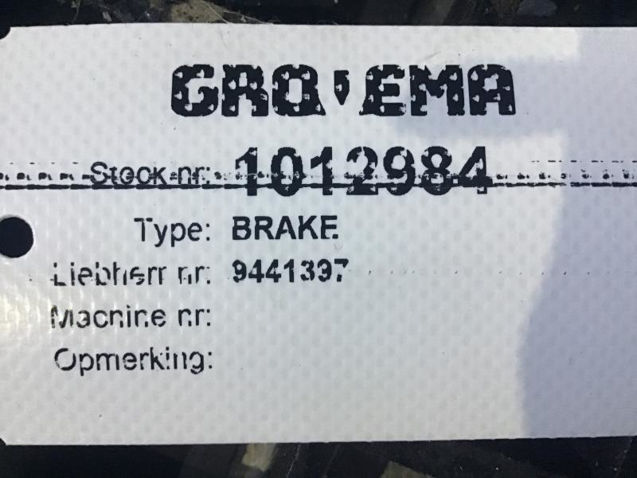 GROVEMA
Stock nr: 1012984
Type: BRAKE
Liebherr nr: 9441397
Machine nr:
Opmerking: